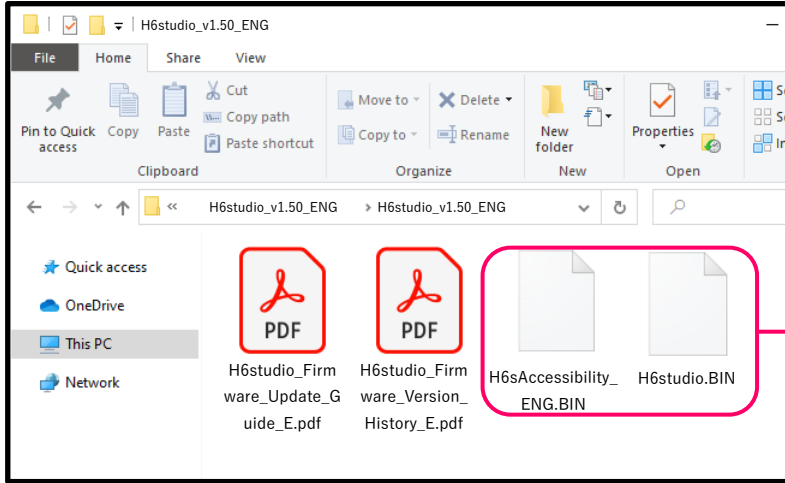 H6studio_v1.50_ENG
File Home Share View
Pin to Quick access
Copy
Paste
Cut
Copy path
Paste shortcut
Clipboard
Move to
Copy to
Delete
Rename
Organize
New folder
New
Properties
Open
« H6studio_v1.50_ENG > H6studio_v1.50_ENG
Quick access
OneDrive
This PC
Network
PDF
H6studio_Firm
ware_Update_G
uide_E.pdf
PDF
H6studio_Firm
ware_Version_
History_E.pdf
H6sAccessibility_
ENG.BIN
H6studio.BIN